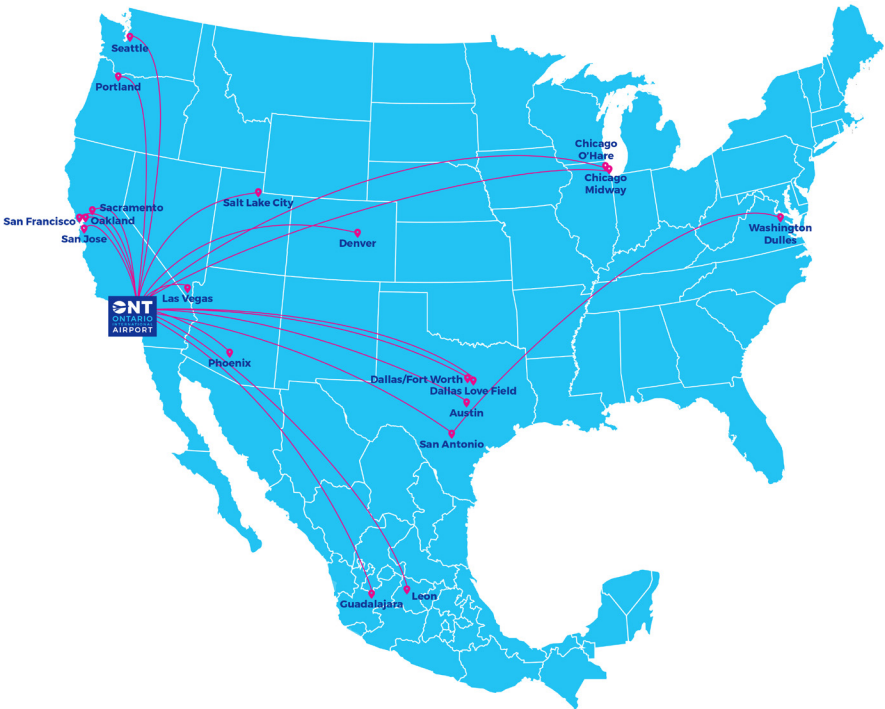 Seattle
Portland
Chicago
O'Hare
Chicago
Midway
Salt Lake City
Sacramento
San Francisco
Oakland
San Jose
Washington
Dulles
Denver
Las Vegas
ONT
ONTARIO
INTERNATIONAL
AIRPORT
Phoenix
Dallas/Fort Worth
Dallas Love Field
Austin
San Antonio
Guadalajara
Leon